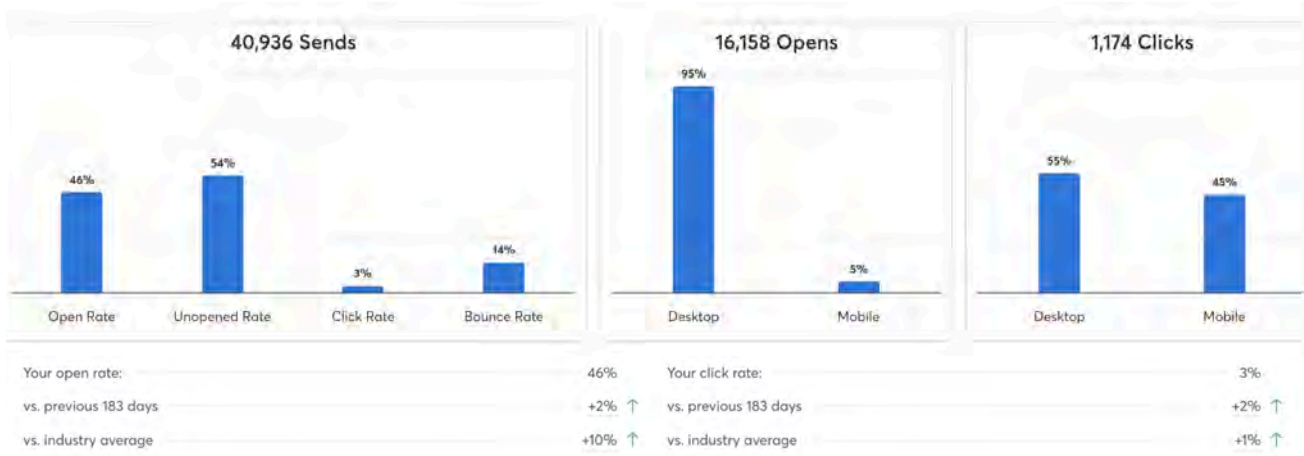 40,936 Sends
46%
54%
3%
14%
Open Rate
Unopened Rate
Click Rate
Bounce Rate
16,158 Opens
95%
5%
Desktop
Mobile
1,174 Clicks
55%
45%
Desktop
Mobile
Your open rate: 46%
vs. previous 183 days +2% ↑
vs. industry average +10% ↑
Your click rate: 3%
vs. previous 183 days +2% ↑
vs. industry average +1% ↑